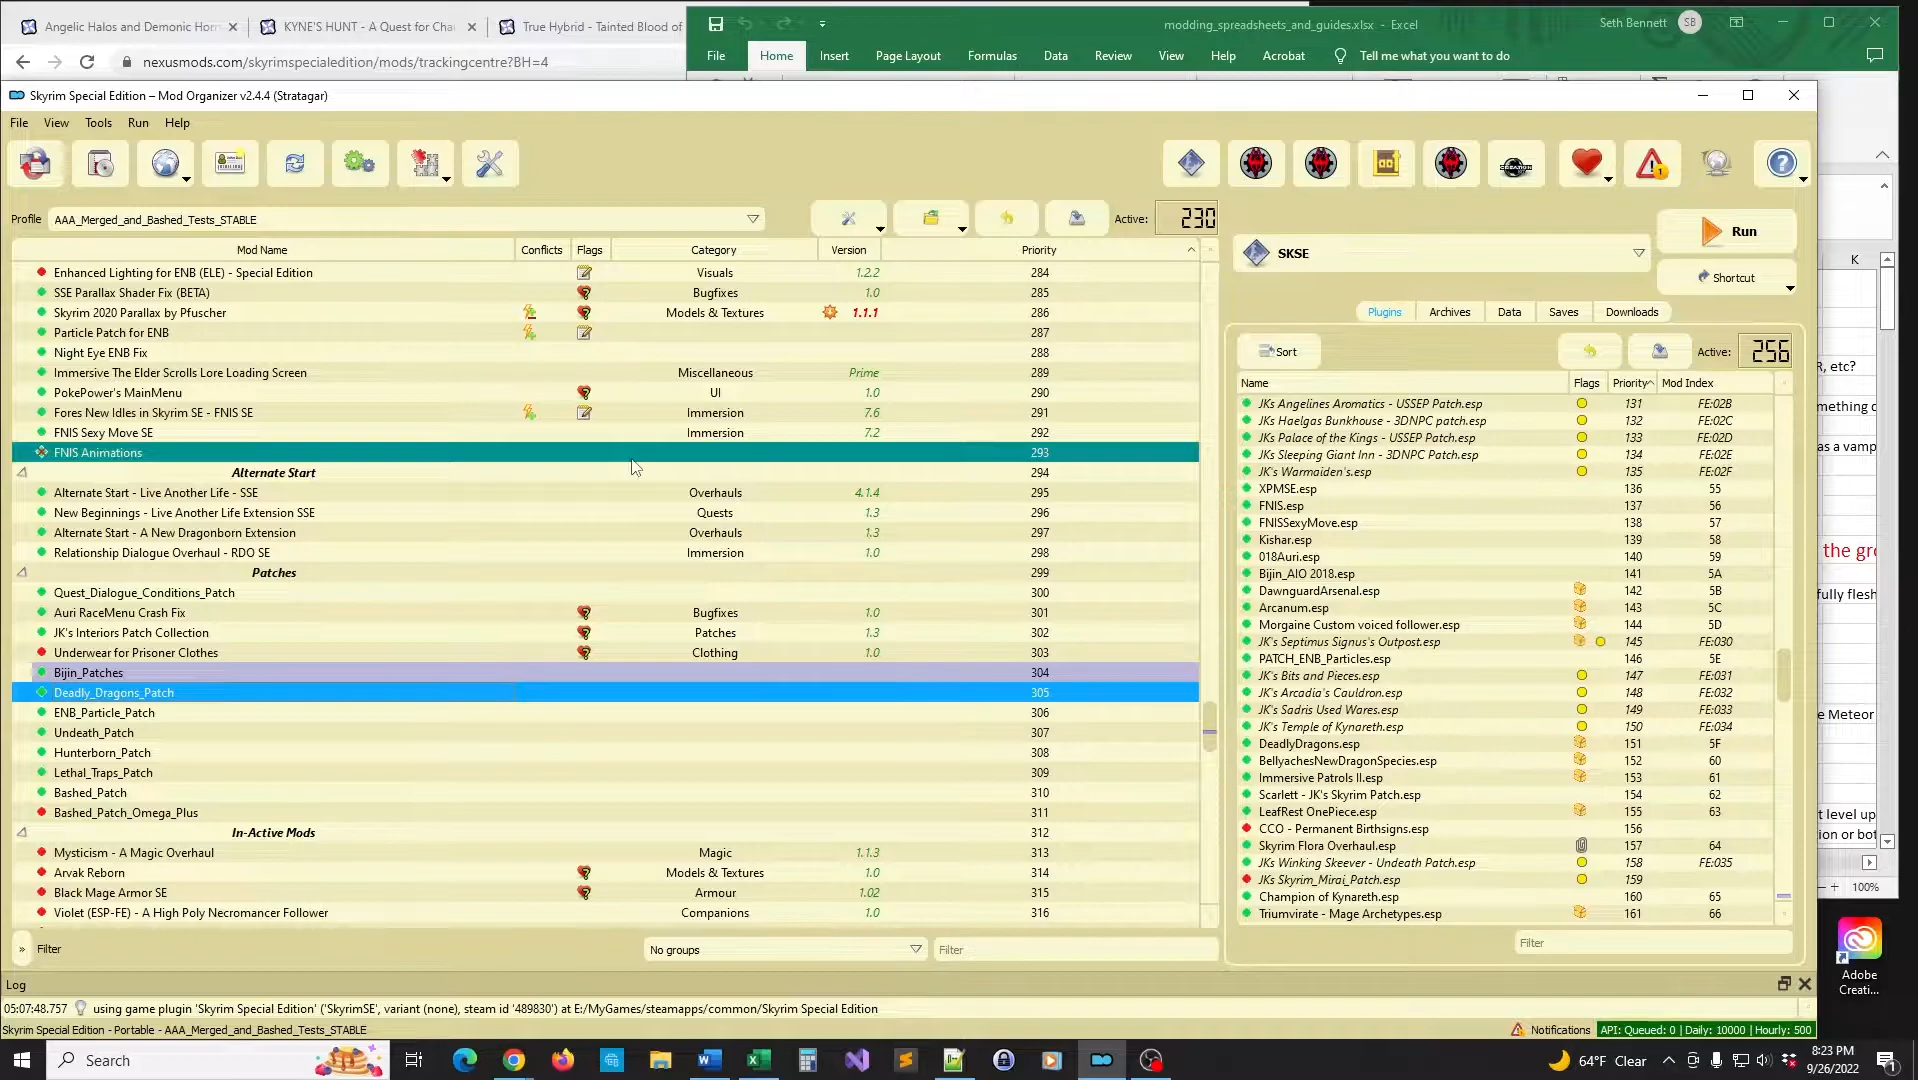 Angelic Halos and Demonic Horn
KYNE'S HUNT - A Quest for Cha
True Hybrid - Tainted Blood of
nexusmods.com/skyrimspecialedition/mods/trackingcentre?BH=4
modding_spreadsheets_and_guides.xlsx - Excel
Seth Bennett
SB
File Home Insert Page Layout Formulas Data Review View Help Acrobat Tell me what you want to do
Skyrim Special Edition – Mod Organizer v2.4.4 (Stratagar)
File View Tools Run Help
Profile AAA_Merged_and_Bashed_Tests_STABLE
Active: 230
Mod Name Conflicts Flags Category Version Priority
Enhanced Lighting for ENB (ELE) - Special Edition Visuals 1.2.2 284
SSE Parallax Shader Fix (BETA) Bugfixes 1.0 285
Skyrim 2020 Parallax by Pfuscher Models & Textures 1.1.1 286
Particle Patch for ENB 287
Night Eye ENB Fix 288
Immersive The Elder Scrolls Lore Loading Screen Miscellaneous Prime 289
PokePower's MainMenu UI 1.0 290
Fores New Idles in Skyrim SE - FNIS SE Immersion 7.6 291
FNIS Sexy Move SE Immersion 7.2 292
FNIS Animations 293
Alternate Start 294
Alternate Start - Live Another Life - SSE Overhauls 4.1.4 295
New Beginnings - Live Another Life Extension SSE Quests 1.3 296
Alternate Start - A New Dragonborn Extension Overhauls 1.3 297
Relationship Dialogue Overhaul - RDO SE Immersion 1.0 298
Patches 299
Quest_Dialogue_Conditions_Patch 300
Auri RaceMenu Crash Fix Bugfixes 1.0 301
JK's Interiors Patch Collection Patches 1.3 302
Underwear for Prisoner Clothes Clothing 1.0 303
Bijin_Patches 304
Deadly_Dragons_Patch 305
ENB_Particle_Patch 306
Undeath_Patch 307
Hunterborn_Patch 308
Lethal_Traps_Patch 309
Bashed_Patch 310
Bashed_Patch_Omega_Plus 311
In-Active Mods 312
Mysticism - A Magic Overhaul Magic 1.1.3 313
Arvak Reborn Models & Textures 1.0 314
Black Mage Armor SE Armour 1.02 315
Violet (ESP-FE) - A High Poly Necromancer Follower Companions 1.0 316
» Filter
No groups
Filter
SKSE
Run
Shortcut
Plugins Archives Data Saves Downloads
Sort
Active: 256
Name Flags Priority Mod Index
JKs Angelines Aromatics - USSEP Patch.esp 131 FE:02B
JKs Haelgas Bunkhouse - 3DNPC patch.esp 132 FE:02C
JKs Palace of the Kings - USSEP Patch.esp 133 FE:02D
JKs Sleeping Giant Inn - 3DNPC Patch.esp 134 FE:02E
JK's Warmaiden's.esp 135 FE:02F
XPMSE.esp 136 55
FNIS.esp 137 56
FNISSexyMove.esp 138 57
Kishar.esp 139 58
018Auri.esp 140 59
Bijin_AIO 2018.esp 141 5A
DawnguardArsenal.esp 142 5B
Arcanum.esp 143 5C
Morgaine Custom voiced follower.esp 144 5D
JK's Septimus Signus's Outpost.esp 145 FE:030
PATCH_ENB_Particles.esp 146 5E
JK's Bits and Pieces.esp 147 FE:031
JK's Arcadia's Cauldron.esp 148 FE:032
JK's Sadris Used Wares.esp 149 FE:033
JK's Temple of Kynareth.esp 150 FE:034
DeadlyDragons.esp 151 5F
BellyachesNewDragonSpecies.esp 152 60
Immersive Patrols II.esp 153 61
Scarlett - JK's Skyrim Patch.esp 154 62
LeafRest OnePiece.esp 155 63
CCO - Permanent Birthsigns.esp 156
Skyrim Flora Overhaul.esp 157 64
JKs Winking Skeever - Undeath Patch.esp 158 FE:035
JKs Skyrim_Mirai_Patch.esp 159
Champion of Kynareth.esp 160 65
Triumvirate - Mage Archetypes.esp 161 66
Filter
K
R, etc?
mething o
as a vamp
the gro
fully flesh
e Meteor
t level up
tion or bot
100%
Adobe
Creati...
Log
05:07:48.757 using game plugin 'Skyrim Special Edition' ('SkyrimSE', variant (none), steam id '489830') at E:/MyGames/steamapps/common/Skyrim Special Edition
Skyrim Special Edition - Portable - AAA_Merged_and_Bashed_Tests_STABLE
Notifications
API: Queued: 0 | Daily: 10000 | Hourly: 500
Search
64°F Clear
8:23 PM
9/26/2022
1